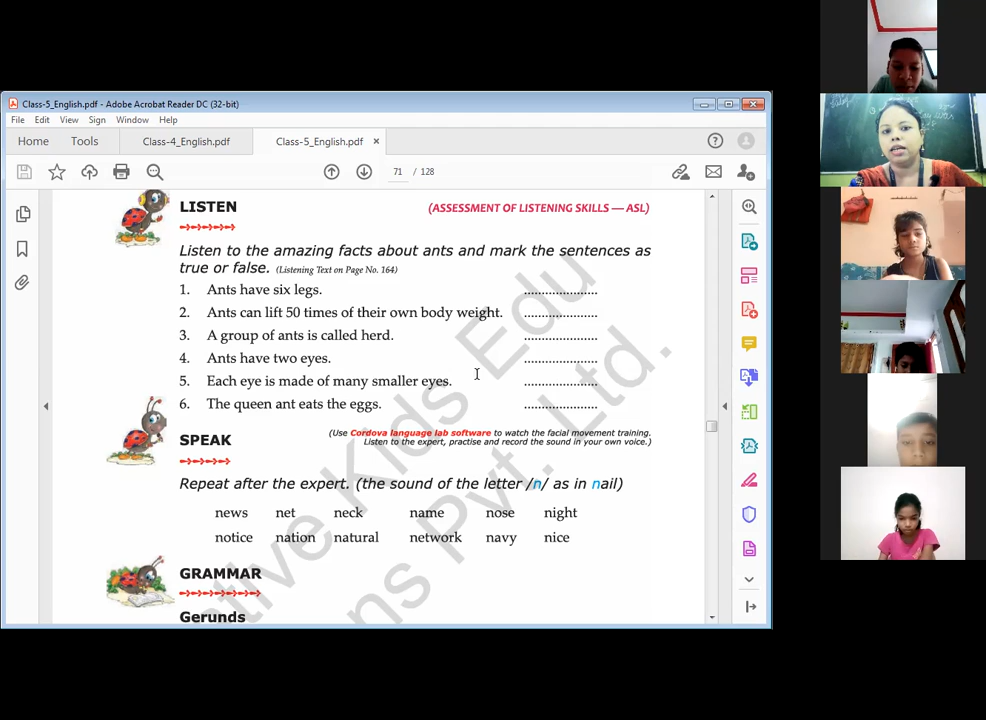 Class-5_English.pdf - Adobe Acrobat Reader DC (32-bit)
File Edit View Sign Window Help
Home Tools Class-4_English.pdf Class-5_English.pdf
71 / 128
LISTEN (ASSESSMENT OF LISTENING SKILLS — ASL)
Listen to the amazing facts about ants and mark the sentences as
true or false. (Listening Text on Page No. 164)
1. Ants have six legs. .....................
2. Ants can lift 50 times of their own body weight. .....................
3. A group of ants is called herd. .....................
4. Ants have two eyes. .....................
5. Each eye is made of many smaller eyes. .....................
6. The queen ant eats the eggs. .....................
SPEAK (Use Cordova language lab software to watch the facial movement training.
Listen to the expert, practise and record the sound in your own voice.)
Repeat after the expert. (the sound of the letter /n/ as in nail)
news net neck name nose night
notice nation natural network navy nice
GRAMMAR
Gerunds
ative Kids Edu
ns Pvt. Ltd.